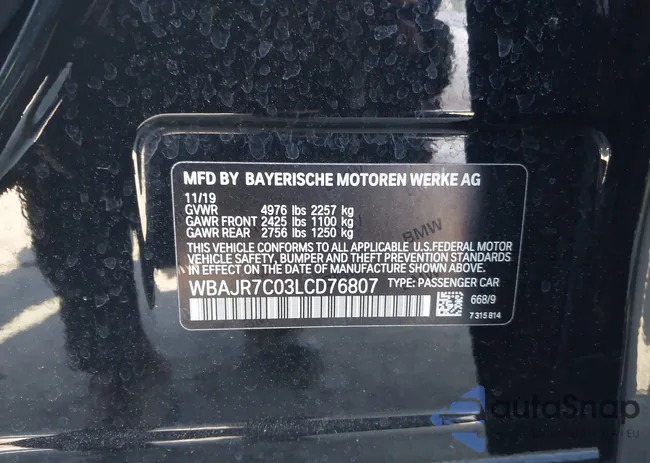 MFD BY BAYERISCHE MOTOREN WERKE AG
11/19
GVWR 4976 lbs 2257 kg
GAWR FRONT 2425 lbs 1100 kg
GAWR REAR 2756 lbs 1250 kg
BMW
THIS VEHICLE CONFORMS TO ALL APPLICABLE U.S.FEDERAL MOTOR
VEHICLE SAFETY, BUMPER AND THEFT PREVENTION STANDARDS
IN EFFECT ON THE DATE OF MANUFACTURE SHOWN ABOVE.
WBAJR7C03LCD76807 TYPE: PASSENGER CAR
668/9
7 315 814
autoSnap
EU